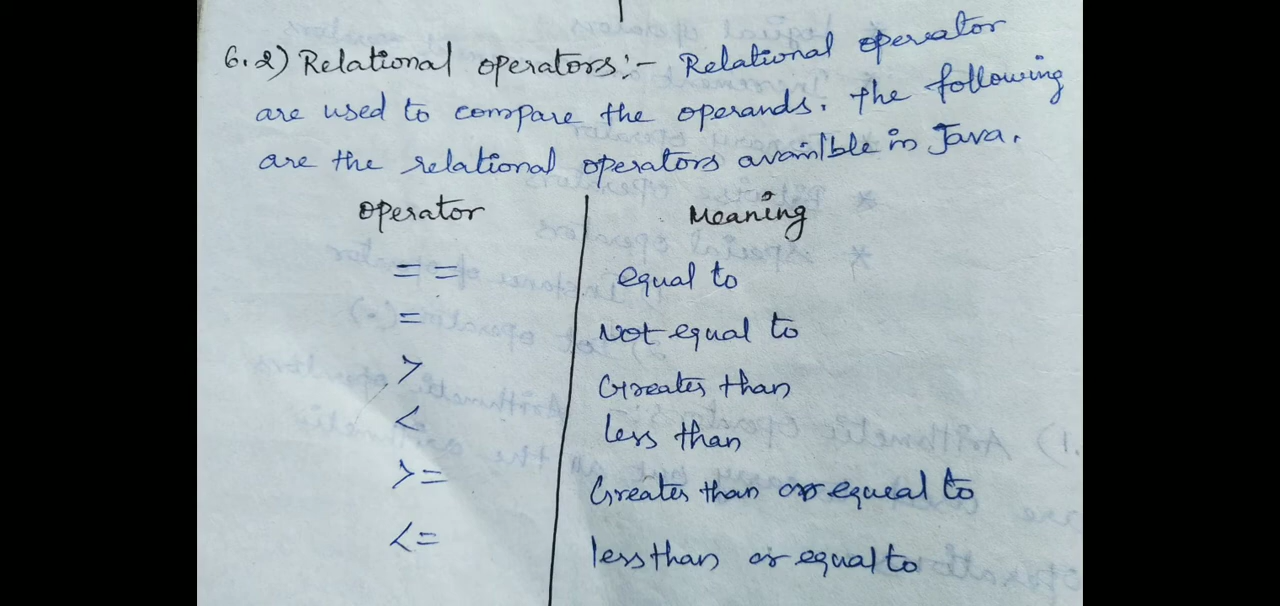 6.2) Relational operators:- Relational operator
are used to compare the operands. The following
are the relational operators availble in Java.
operator Meaning
== equal to
= Not equal to
> Greater than
< less than
>= Greater than or equal to
<= less than or equal to